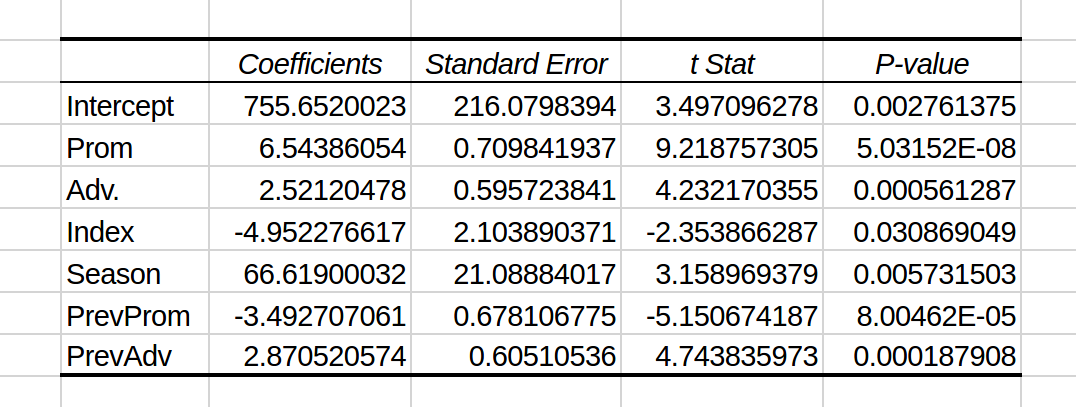 Coefficients Standard Error t Stat P-value
Intercept 755.6520023 216.0798394 3.497096278 0.002761375
Prom 6.54386054 0.709841937 9.218757305 5.03152E-08
Adv. 2.52120478 0.595723841 4.232170355 0.000561287
Index -4.952276617 2.103890371 -2.353866287 0.030869049
Season 66.61900032 21.08884017 3.158969379 0.005731503
PrevProm -3.492707061 0.678106775 -5.150674187 8.00462E-05
PrevAdv 2.870520574 0.60510536 4.743835973 0.000187908